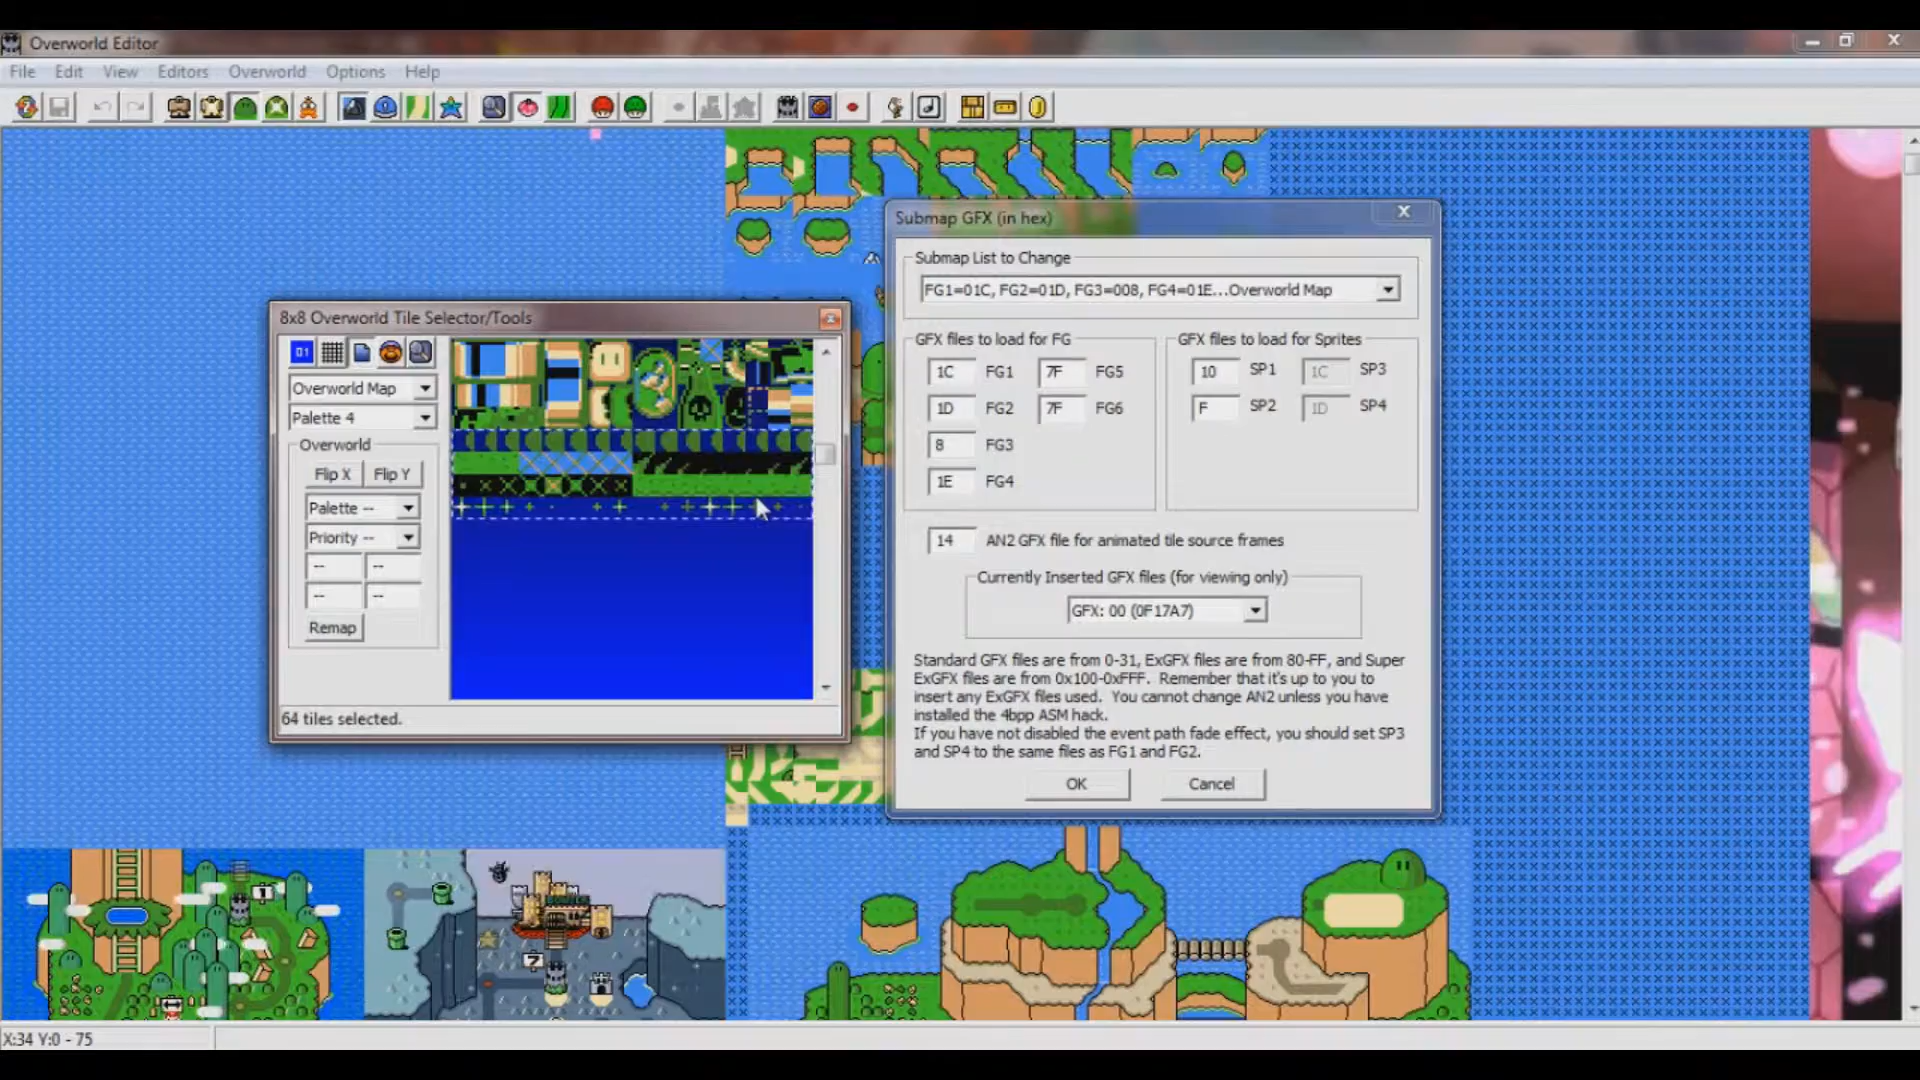 Overworld Editor
File Edit View Editors Overworld Options Help
Submap GFX (in hex)
Submap List to Change
FG1=01C, FG2=01D, FG3=008, FG4=01E...Overworld Map
GFX files to load for FG
1C FG1 7F FG5
1D FG2 7F FG6
8 FG3
1E FG4
GFX files to load for Sprites
10 SP1 1C SP3
F SP2 1D SP4
14 AN2 GFX file for animated tile source frames
Currently Inserted GFX files (for viewing only)
GFX: 00 (0F17A7)
Standard GFX files are from 0-31, ExGFX files are from 80-FF, and Super
ExGFX files are from 0x100-0xFFF. Remember that it's up to you to
insert any ExGFX files used. You cannot change AN2 unless you have
installed the 4bpp ASM hack.
If you have not disabled the event path fade effect, you should set SP3
and SP4 to the same files as FG1 and FG2.
OK Cancel
8x8 Overworld Tile Selector/Tools
01
Overworld Map
Palette 4
Overworld
Flip X Flip Y
Palette --
Priority --
-- --
-- --
Remap
64 tiles selected.
1
7
X:34 Y:0 - 75